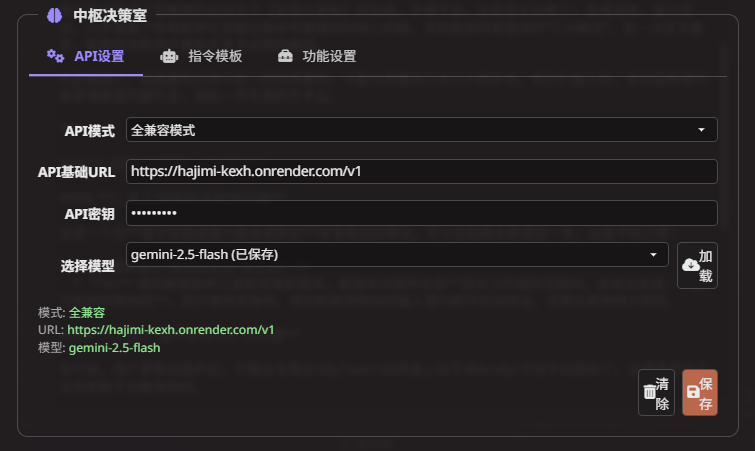 中枢决策室
API设置 指令模板 功能设置
API模式 全兼容模式
API基础URL https://hajimi-kexh.onrender.com/v1
API密钥 •••••••••
选择模型 gemini-2.5-flash (已保存) 加载
模式: 全兼容
URL: https://hajimi-kexh.onrender.com/v1
模型: gemini-2.5-flash
清除 保存